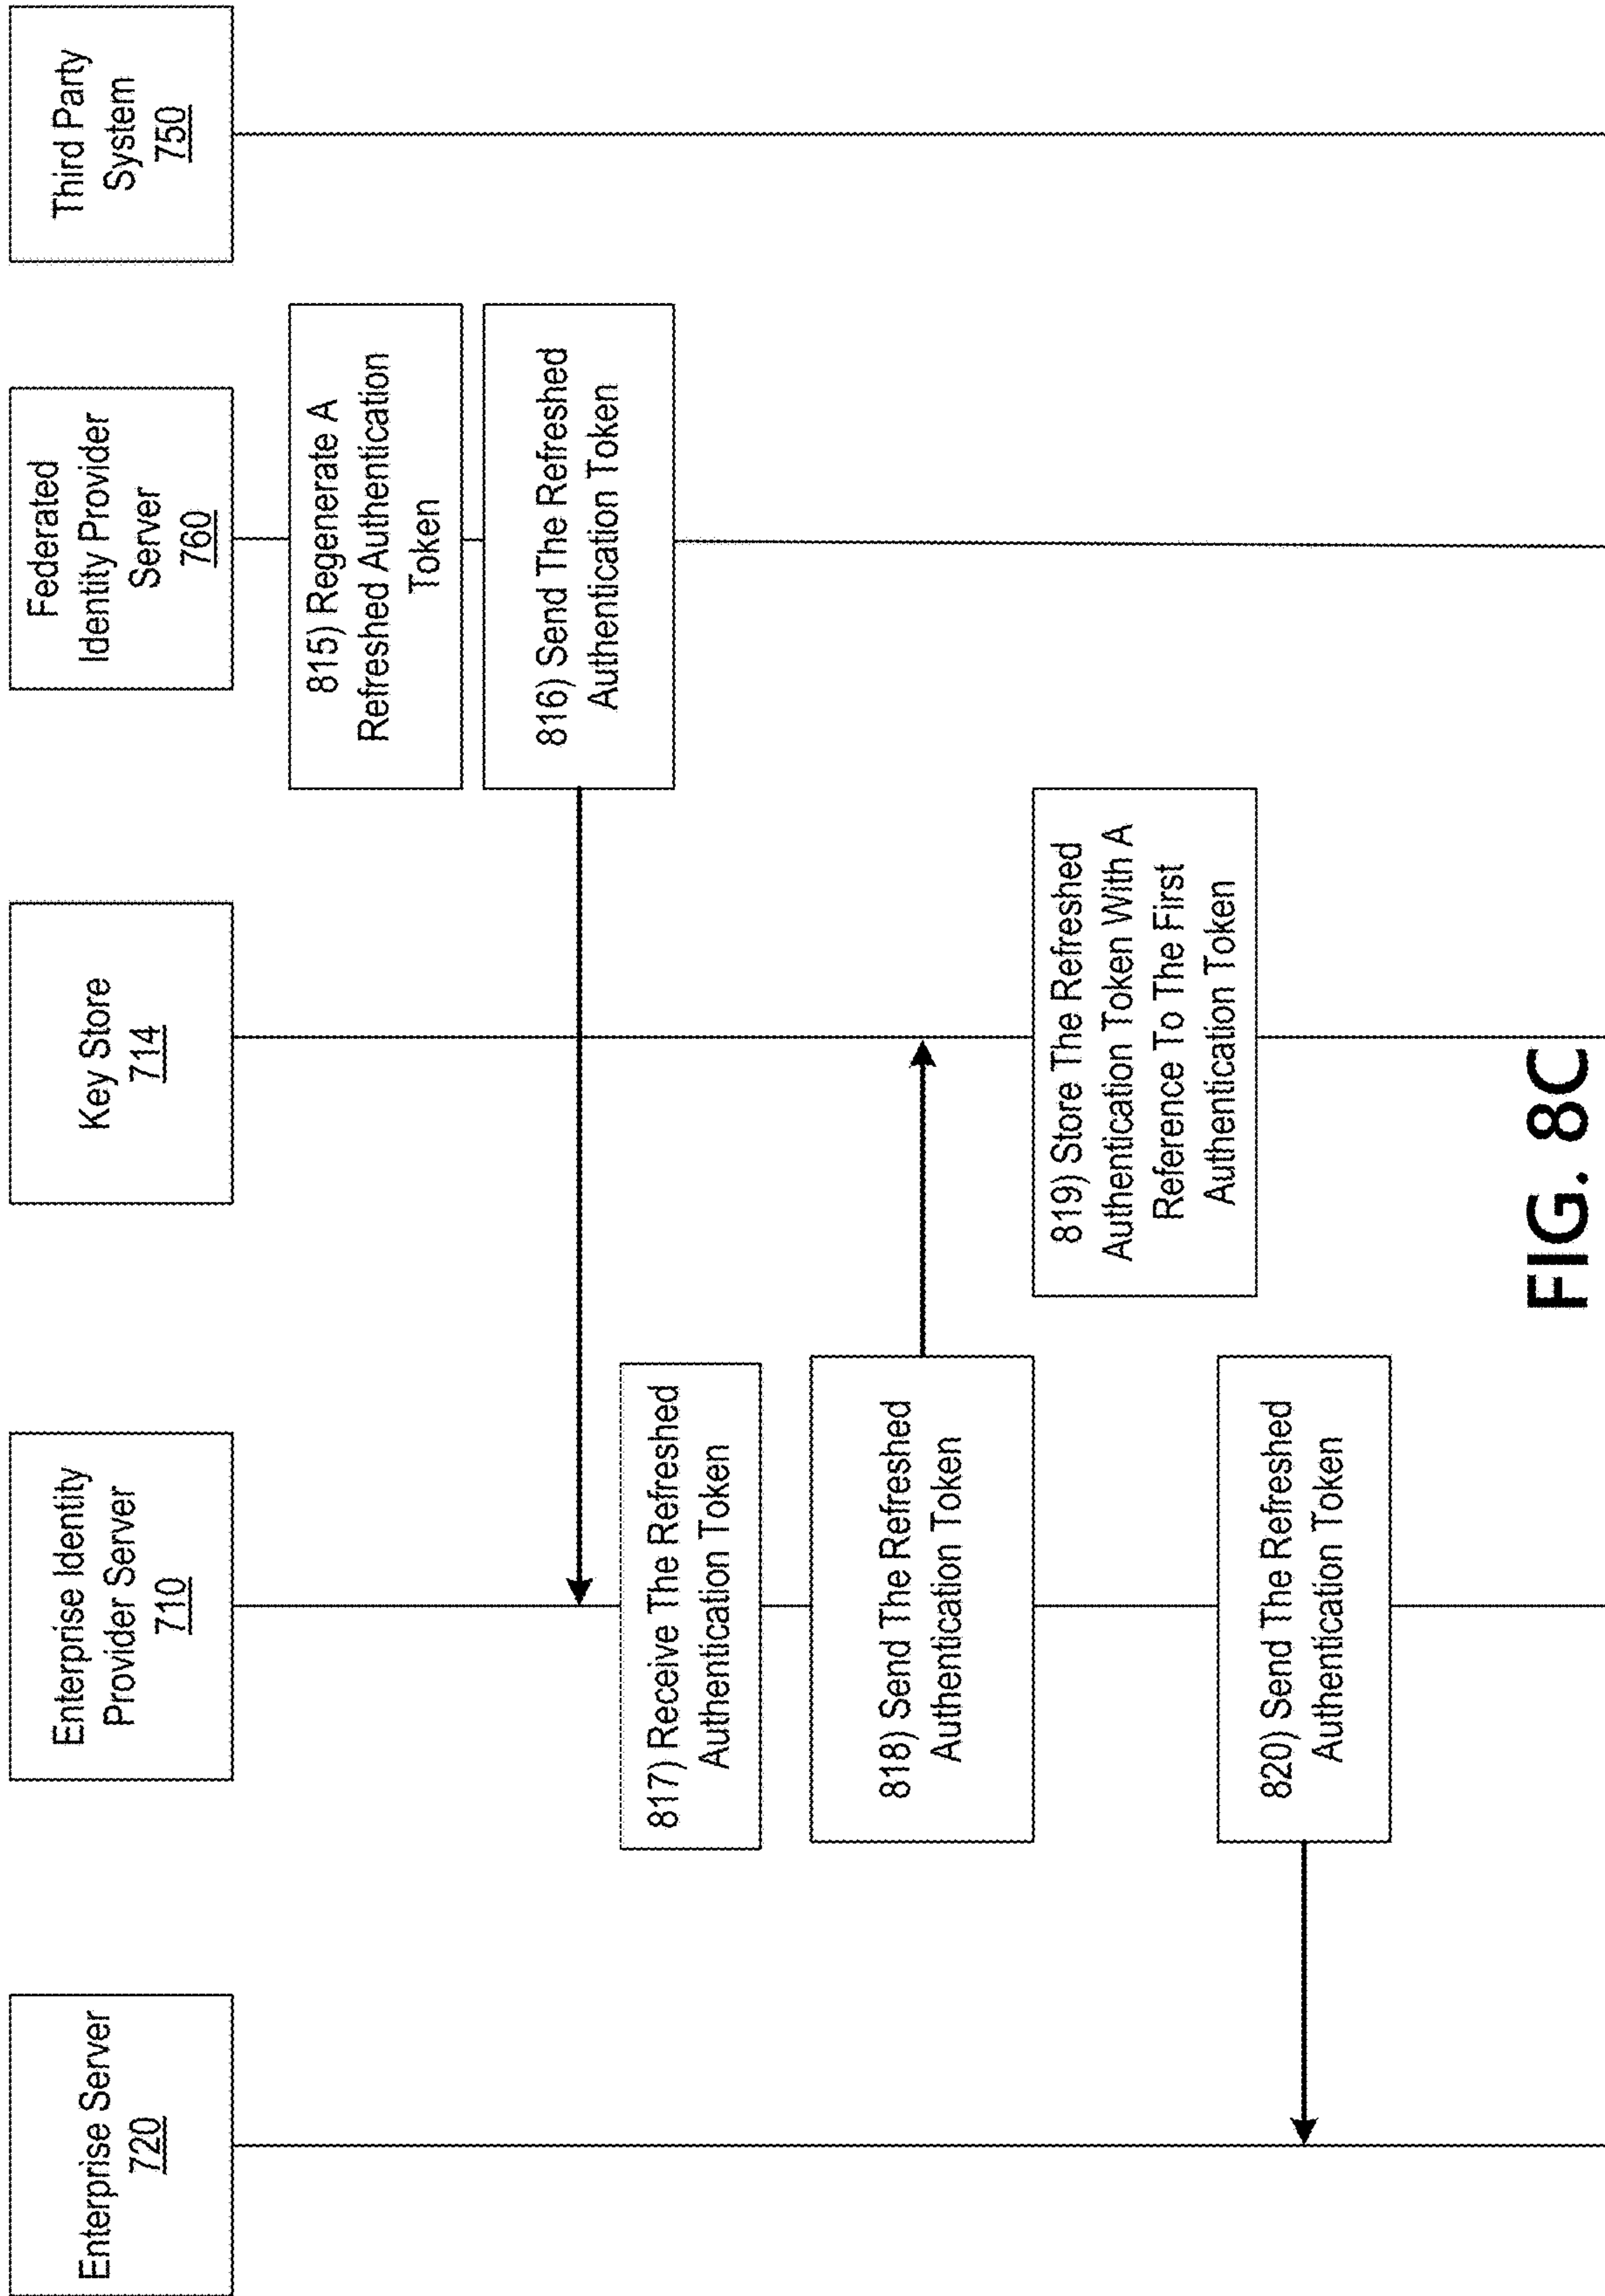 Enterprise Server
720
Enterprise Identity
Provider Server
710
Key Store
714
Federated
Identity Provider
Server
760
Third Party
System
750
815) Regenerate A
Refreshed Authentication
Token
816) Send The Refreshed
Authentication Token
817) Receive The Refreshed
Authentication Token
818) Send The Refreshed
Authentication Token
819) Store The Refreshed
Authentication Token With A
Reference To The First
Authentication Token
820) Send The Refreshed
Authentication Token
FIG. 8C